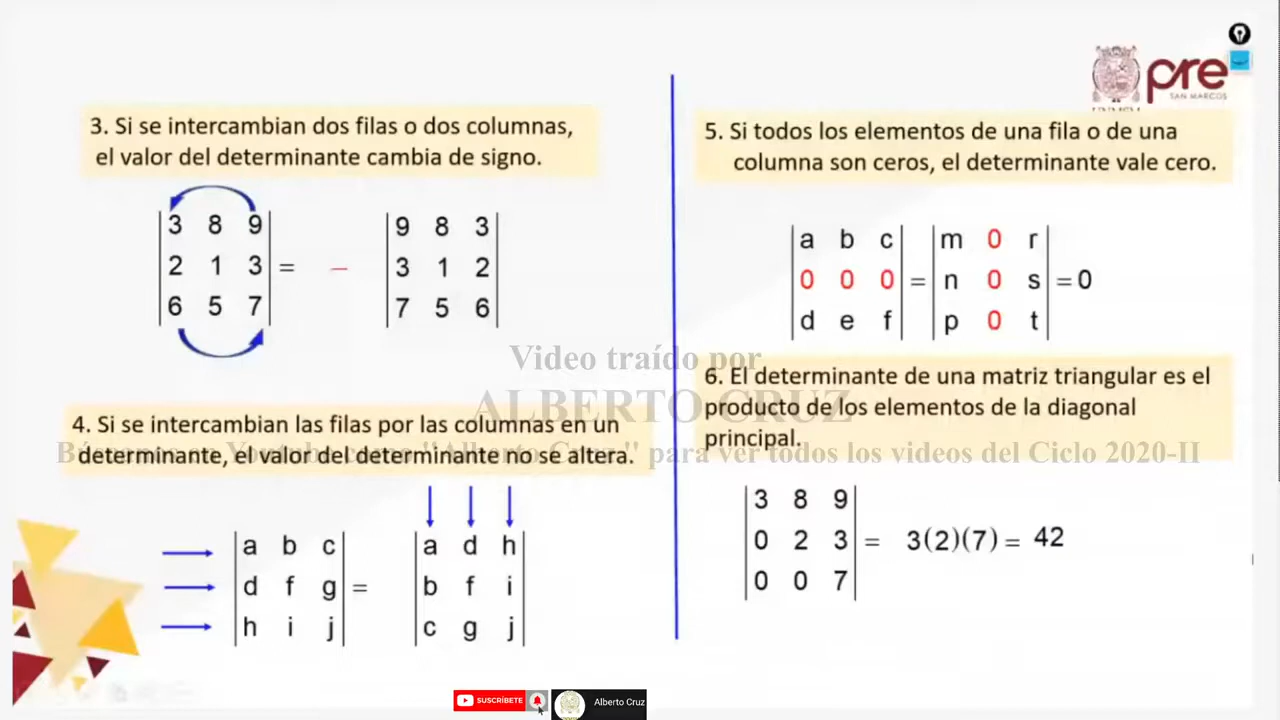 pre
SAN MARCOS
UNMSM
3. Si se intercambian dos filas o dos columnas,
el valor del determinante cambia de signo.
3 8 9
2 1 3 = −
6 5 7
9 8 3
3 1 2
7 5 6
4. Si se intercambian las filas por las columnas en un
determinante, el valor del determinante no se altera.
a b c
d f g =
h i j
a d h
b f i
c g j
5. Si todos los elementos de una fila o de una
columna son ceros, el determinante vale cero.
a b c
0 0 0 =
d e f
m 0 r
n 0 s = 0
p 0 t
6. El determinante de una matriz triangular es el
producto de los elementos de la diagonal
principal.
3 8 9
0 2 3 = 3(2)(7) = 42
0 0 7
Video traído por
ALBERTO CRUZ
"Alberto Cruz" para ver todos los videos del Ciclo 2020-II
SUSCRÍBETE
Alberto Cruz